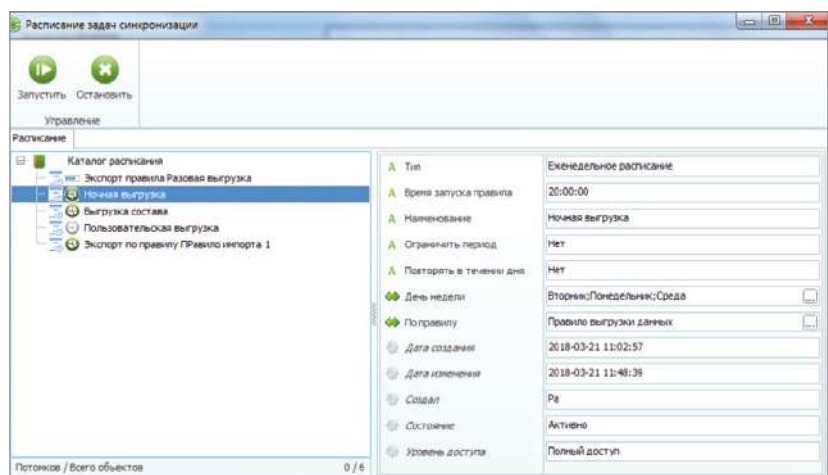 Расписание задач синхронизации
Запустить Остановить
Управление
Расписание
Каталог расписания
Экспорт правила Разовая выгрузка
Ночная выгрузка
Выгрузка состава
Пользовательская выгрузка
Экспорт по правилу ПРавило импорта 1
Потомков / Всего объектов 0 / 6
Тип Еженедельное расписание
Время запуска правила 20:00:00
Наименование Ночная выгрузка
Ограничить период Нет
Повторять в течении дня Нет
День недели Вторник;Понедельник;Среда ...
По правилу Правило выгрузки данных ...
Дата создания 2018-03-21 11:02:57
Дата изменения 2018-03-21 11:48:39
Создал Ра
Состояние Активно
Уровень доступа Полный доступ